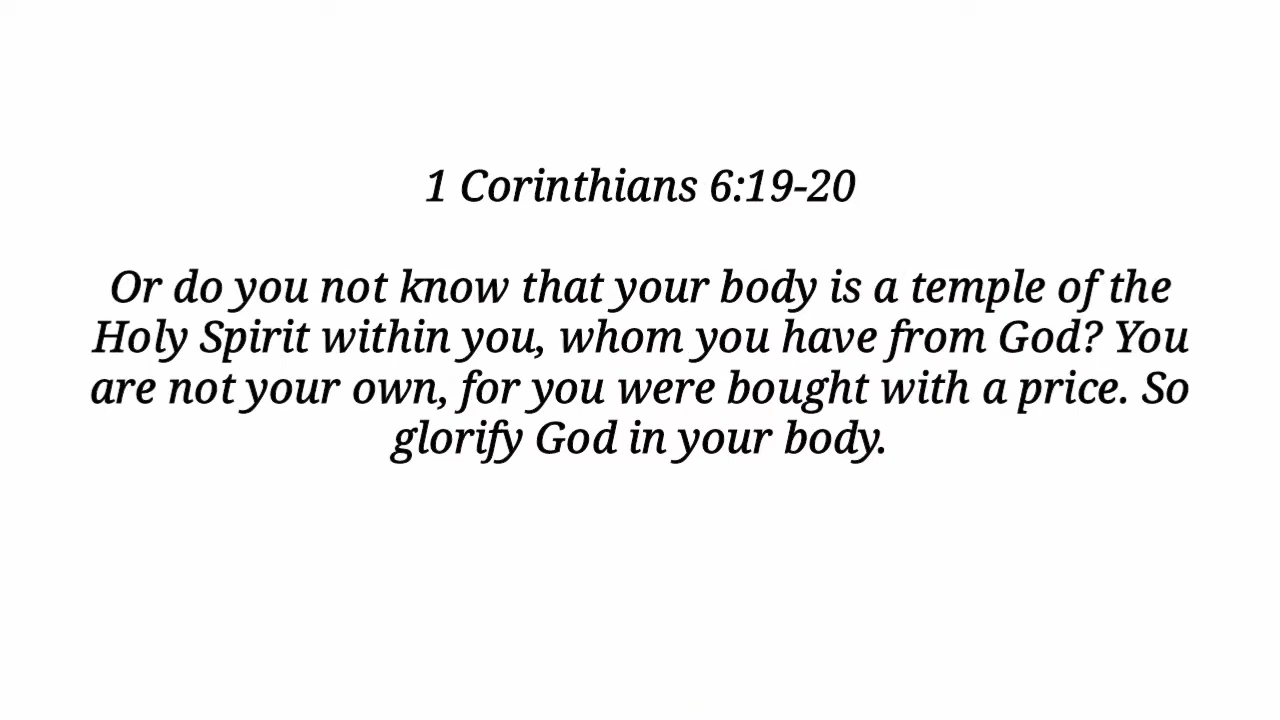 1 Corinthians 6:19-20
Or do you not know that your body is a temple of the
Holy Spirit within you, whom you have from God? You
are not your own, for you were bought with a price. So
glorify God in your body.